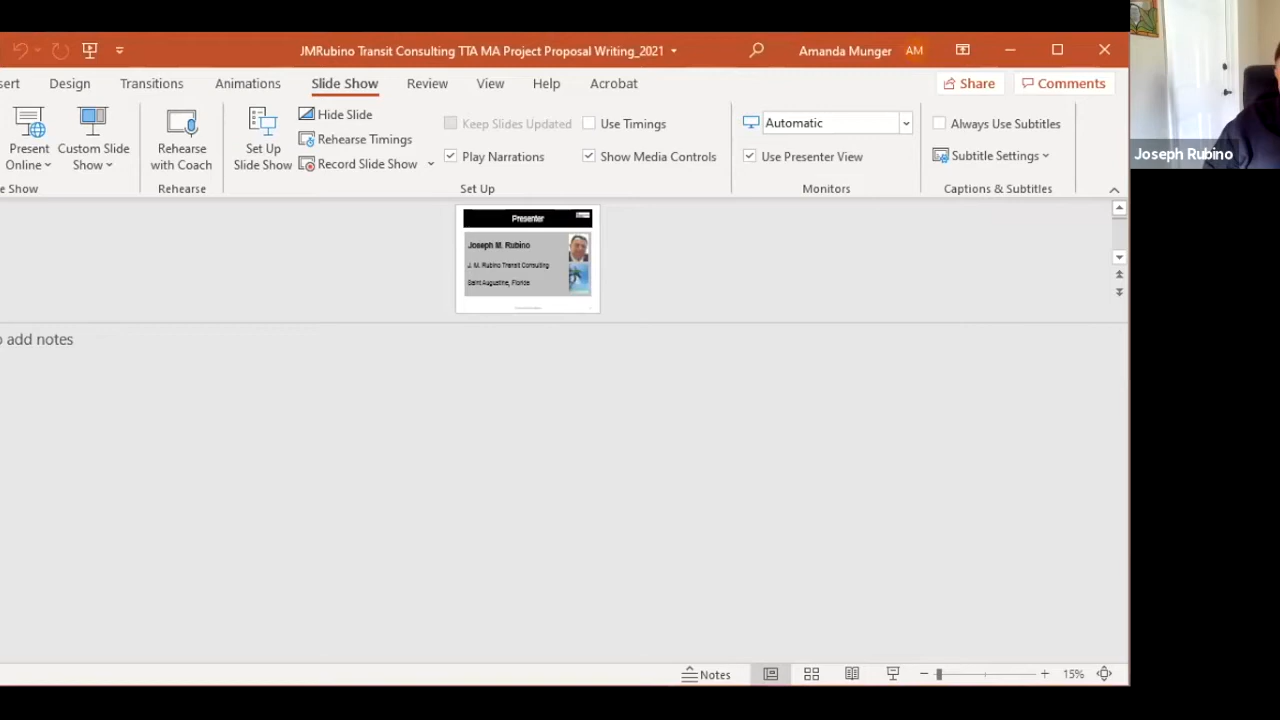 JMRubino Transit Consulting TTA MA Project Proposal Writing_2021
Amanda Munger AM
sert Design Transitions Animations Slide Show Review View Help Acrobat Share Comments
Present Online
Custom Slide Show
Rehearse with Coach
Set Up Slide Show
Hide Slide
Rehearse Timings
Record Slide Show
Keep Slides Updated
Use Timings
Play Narrations
Show Media Controls
Automatic
Use Presenter View
Always Use Subtitles
Subtitle Settings
e Show
Rehearse
Set Up
Monitors
Captions & Subtitles
Joseph Rubino
Presenter
Joseph M. Rubino
J. M. Rubino Transit Consulting
Saint Augustine, Florida
o add notes
Notes
15%